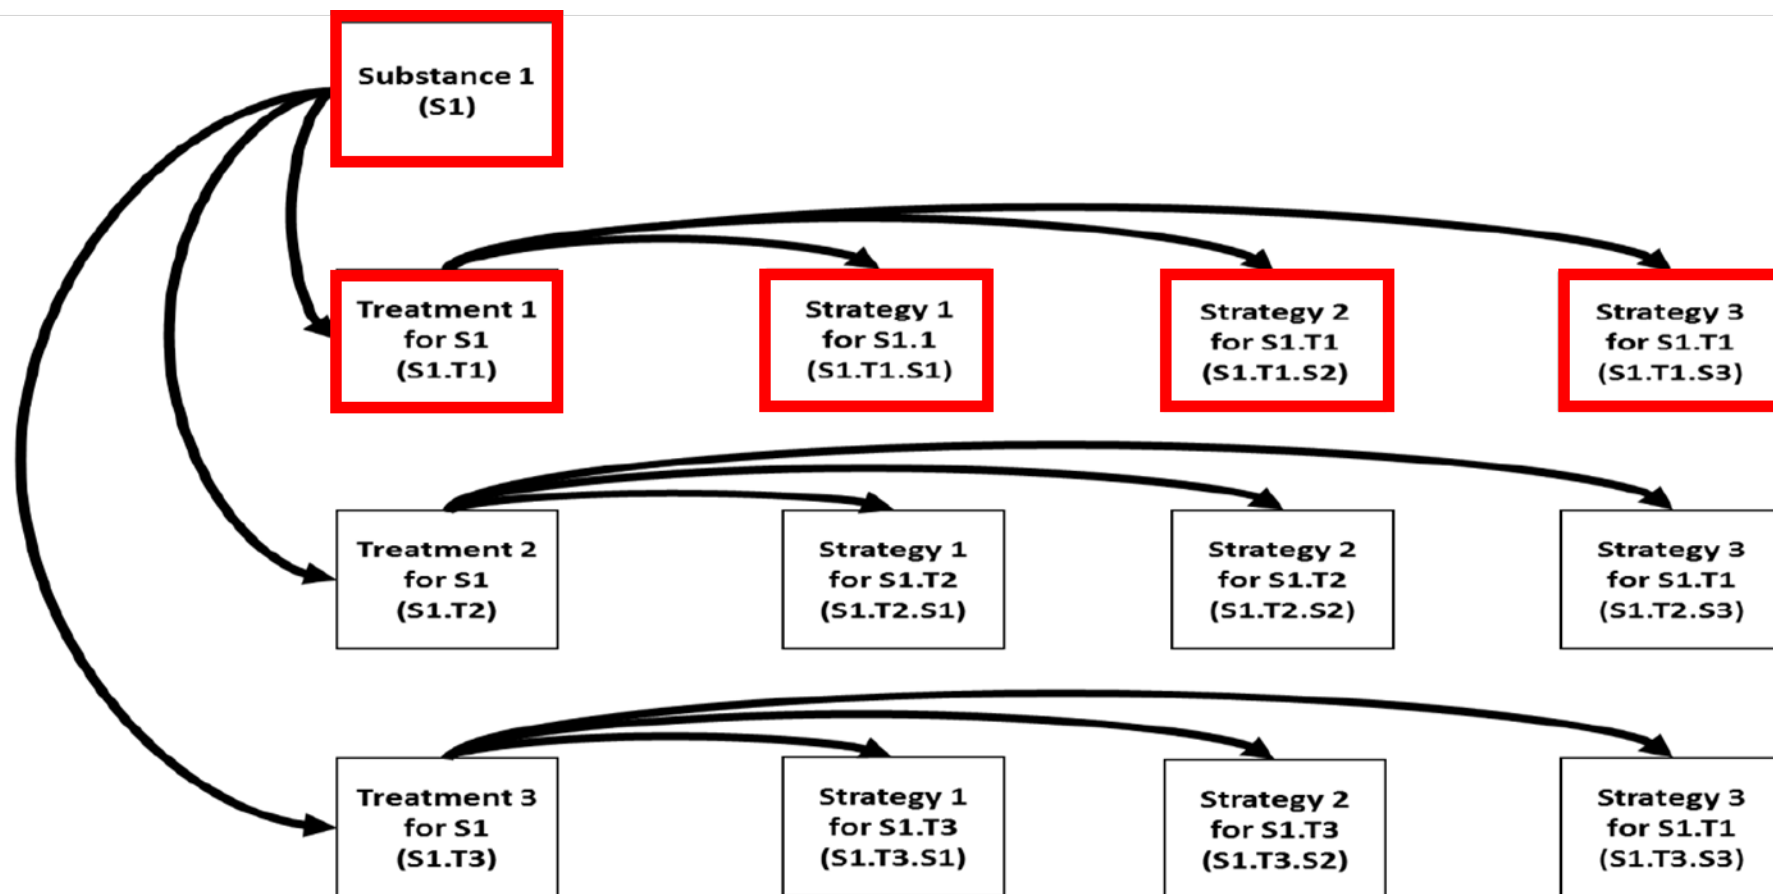 Substance 1
(S1)
Treatment 1
for S1
(S1.T1)
Strategy 1
for S1.1
(S1.T1.S1)
Strategy 2
for S1.T1
(S1.T1.S2)
Strategy 3
for S1.T1
(S1.T1.S3)
Treatment 2
for S1
(S1.T2)
Strategy 1
for S1.T2
(S1.T2.S1)
Strategy 2
for S1.T2
(S1.T2.S2)
Strategy 3
for S1.T1
(S1.T2.S3)
Treatment 3
for S1
(S1.T3)
Strategy 1
for S1.T3
(S1.T3.S1)
Strategy 2
for S1.T3
(S1.T3.S2)
Strategy 3
for S1.T1
(S1.T3.S3)